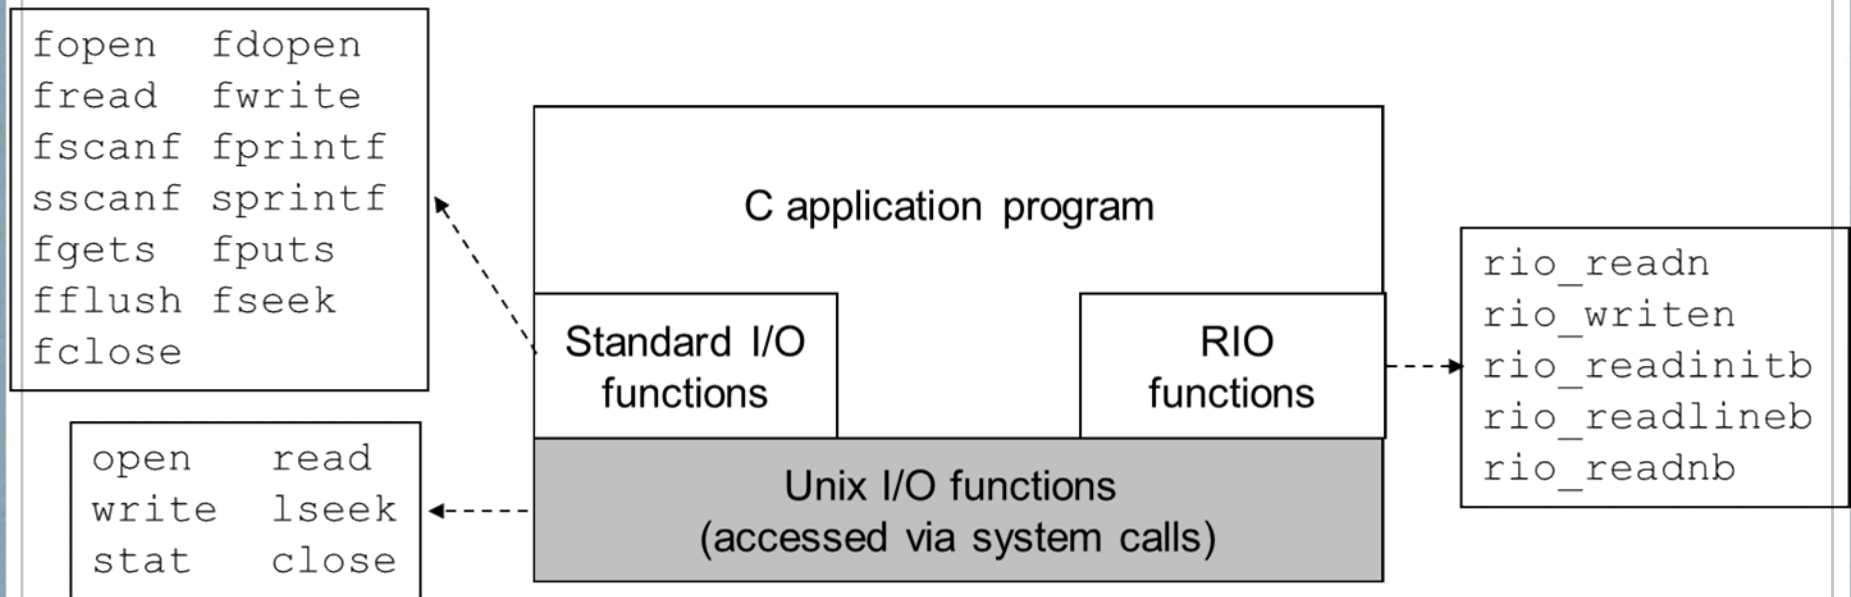 fopen fdopen
fread fwrite
fscanf fprintf
sscanf sprintf
fgets fputs
fflush fseek
fclose
open read
write lseek
stat close
C application program
Standard I/O
functions
RIO
functions
Unix I/O functions
(accessed via system calls)
rio_readn
rio_writen
rio_readinitb
rio_readlineb
rio_readnb